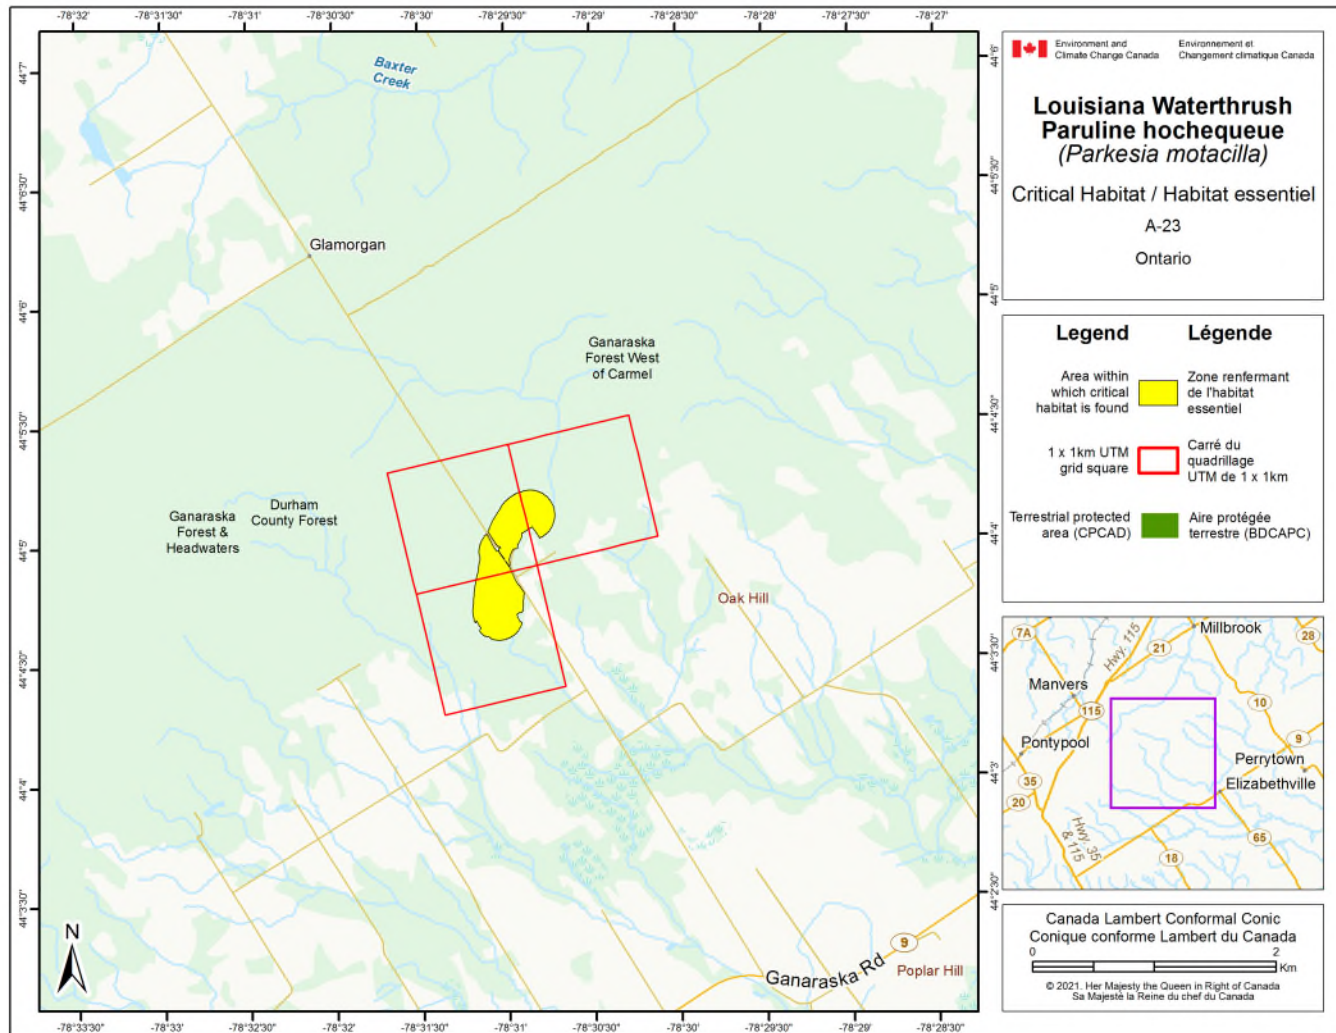 -78°32' -78°31'30" -78°31' -78°30'30" -78°30' -78°29'30" -78°29' -78°28'30" -78°28' -78°27'30" -78°27'
44°7'
44°6'30"
44°6'
44°5'30"
44°5'
44°4'30"
44°4'
44°3'30"
Baxter
Creek
Glamorgan
Ganaraska
Forest West
of Carmel
Durham
County Forest
Ganaraska
Forest &
Headwaters
Oak Hill
Ganaraska Rd
9
Poplar Hill
N
44°6'
44°5'30"
44°5'
44°4'30"
44°4'
44°3'30"
44°3'
44°2'30"
-78°33'30" -78°33' -78°32'30" -78°32' -78°31'30" -78°31' -78°30'30" -78°30' -78°29'30" -78°29' -78°28'30"
Environment and
Climate Change Canada
Environnement et
Changement climatique Canada
Louisiana Waterthrush
Paruline hochequeue
(Parkesia motacilla)
Critical Habitat / Habitat essentiel
A-23
Ontario
Legend
Légende
Area within
which critical
habitat is found
Zone renfermant
de l'habitat
essentiel
1 x 1km UTM
grid square
Carré du
quadrillage
UTM de 1 x 1km
Terrestrial protected
area (CPCAD)
Aire protégée
terrestre (BDCAPC)
7A
Hwy. 115
21
Millbrook
28
Manvers
115
10
Pontypool
9
Perrytown
35
Elizabethville
20
Hwy. 35
& 115
18
65
Canada Lambert Conformal Conic
Conique conforme Lambert du Canada
0 2
Km
© 2021. Her Majesty the Queen in Right of Canada
Sa Majesté la Reine du chef du Canada